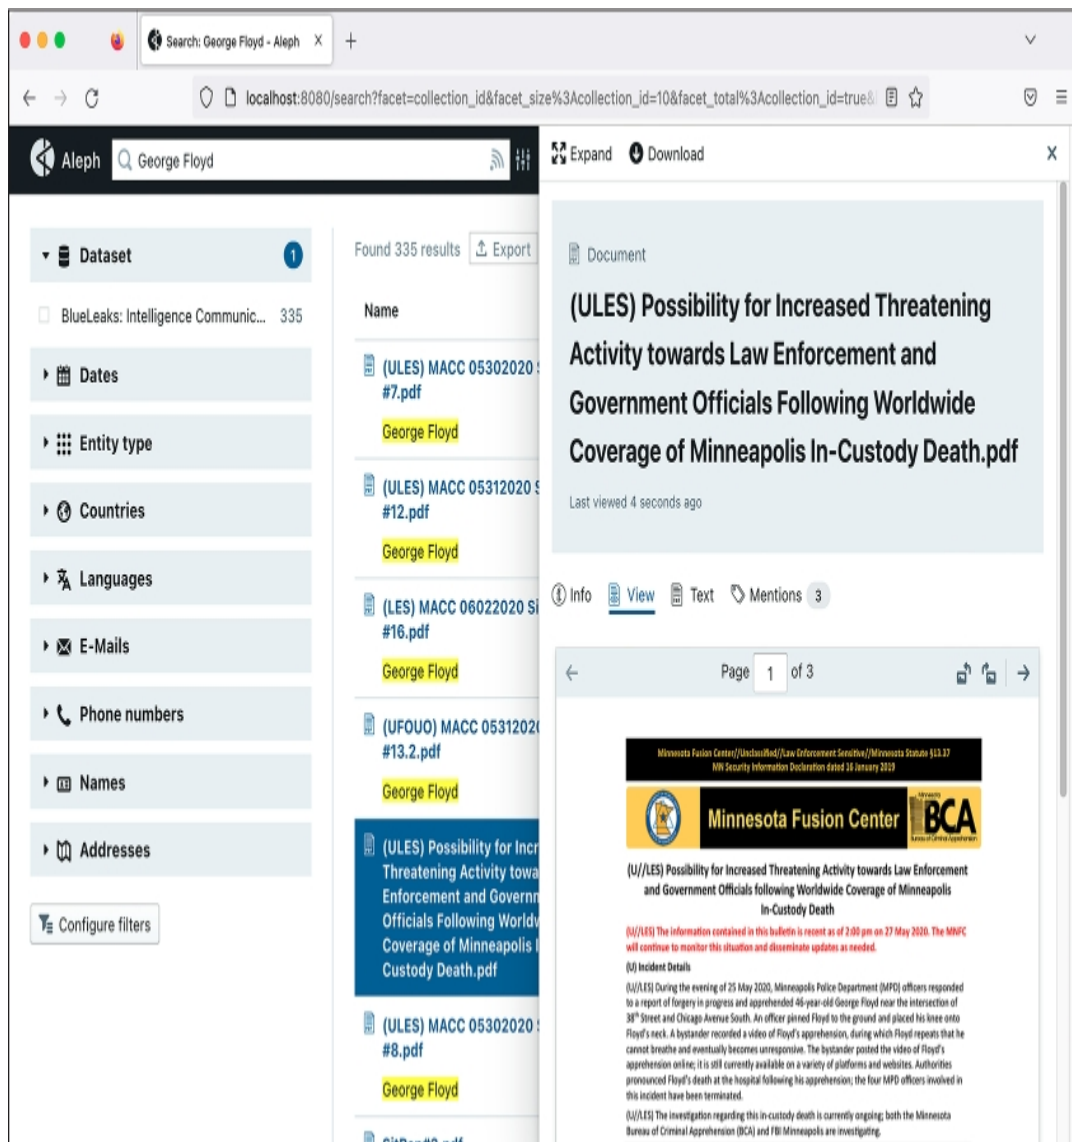 Search: George Floyd - Aleph
localhost:8080/search?facet=collection_id&facet_size%3Acollection_id=10&facet_total%3Acollection_id=true&
Aleph
George Floyd
Expand
Download
Dataset
1
BlueLeaks: Intelligence Communic... 335
Dates
Entity type
Countries
Languages
E-Mails
Phone numbers
Names
Addresses
Configure filters
Found 335 results
Export
Name
(ULES) MACC 05302020 S
#7.pdf
George Floyd
(ULES) MACC 05312020 S
#12.pdf
George Floyd
(LES) MACC 06022020 Si
#16.pdf
George Floyd
(UFOUO) MACC 05312020
#13.2.pdf
George Floyd
(ULES) Possibility for Incr
Threatening Activity towa
Enforcement and Governm
Officials Following Worldw
Coverage of Minneapolis I
Custody Death.pdf
(ULES) MACC 05302020 S
#8.pdf
George Floyd
SitRep#2.pdf
Document
(ULES) Possibility for Increased Threatening
Activity towards Law Enforcement and
Government Officials Following Worldwide
Coverage of Minneapolis In-Custody Death.pdf
Last viewed 4 seconds ago
Info
View
Text
Mentions 3
Page 1 of 3
Minnesota Fusion Center//Unclassified//Law Enforcement Sensitive//Minnesota Statute §13.37
MN Security Information Declaration dated 16 January 2019
Minnesota Fusion Center
Minnesota
BCA
Bureau of Criminal Apprehension
(U//LES) Possibility for Increased Threatening Activity towards Law Enforcement
and Government Officials following Worldwide Coverage of Minneapolis
In-Custody Death
(U//LES) The information contained in this bulletin is recent as of 2:00 pm on 27 May 2020. The MNFC
will continue to monitor this situation and disseminate updates as needed.
(U) Incident Details
(U//LES) During the evening of 25 May 2020, Minneapolis Police Department (MPD) officers responded
to a report of forgery in progress and apprehended 46-year-old George Floyd near the intersection of
38th Street and Chicago Avenue South. An officer pinned Floyd to the ground and placed his knee onto
Floyd's neck. A bystander recorded a video of Floyd's apprehension, during which Floyd repeats that he
cannot breathe and eventually becomes unresponsive. The bystander posted the video of Floyd's
apprehension online; it is still currently available on a variety of platforms and websites. Authorities
pronounced Floyd's death at the hospital following his apprehension; the four MPD officers involved in
this incident have been terminated.
(U//LES) The investigation regarding this in-custody death is currently ongoing; both the Minnesota
Bureau of Criminal Apprehension (BCA) and FBI Minneapolis are investigating.